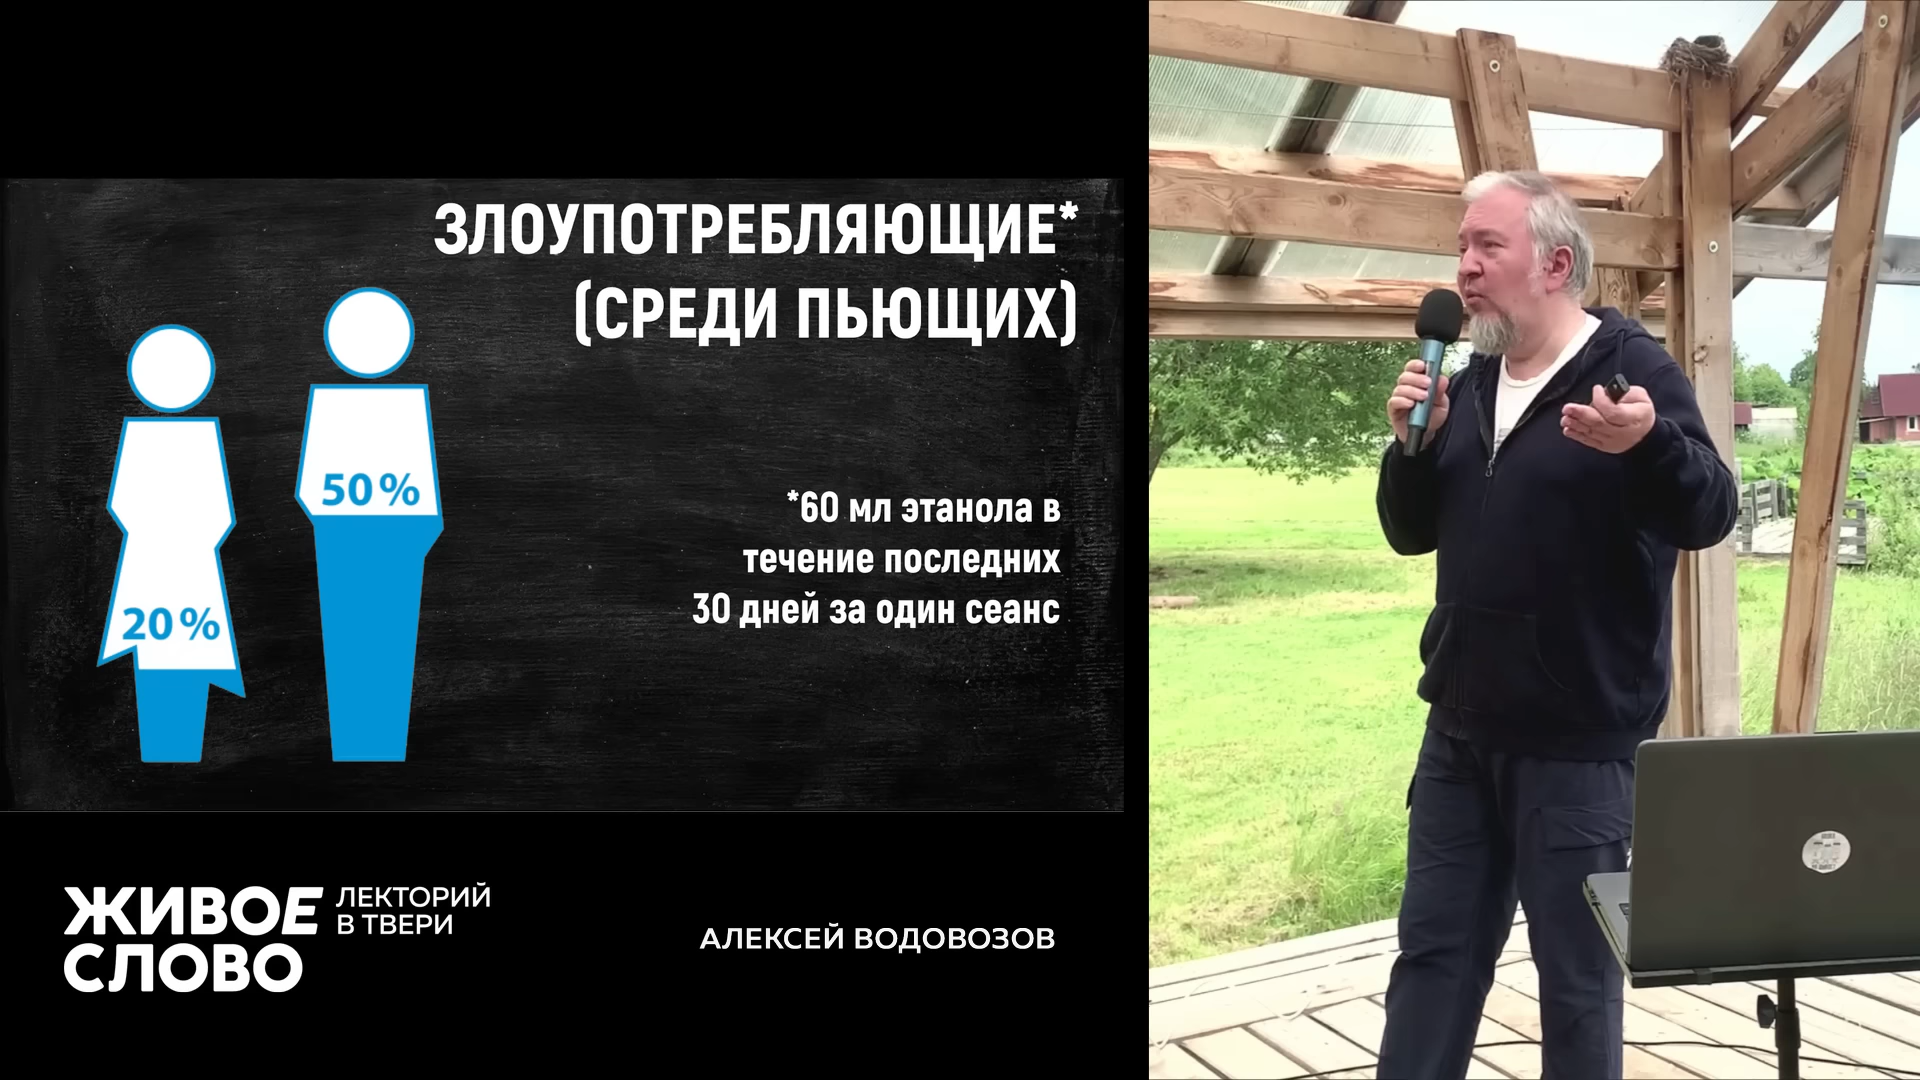 ЗЛОУПОТРЕБЛЯЮЩИЕ*
(СРЕДИ ПЬЮЩИХ)
50 %
20 %
*60 мл этанола в
течение последних
30 дней за один сеанс
ЖИВОЕ
СЛОВО
ЛЕКТОРИЙ
В ТВЕРИ
АЛЕКСЕЙ ВОДОВОЗОВ